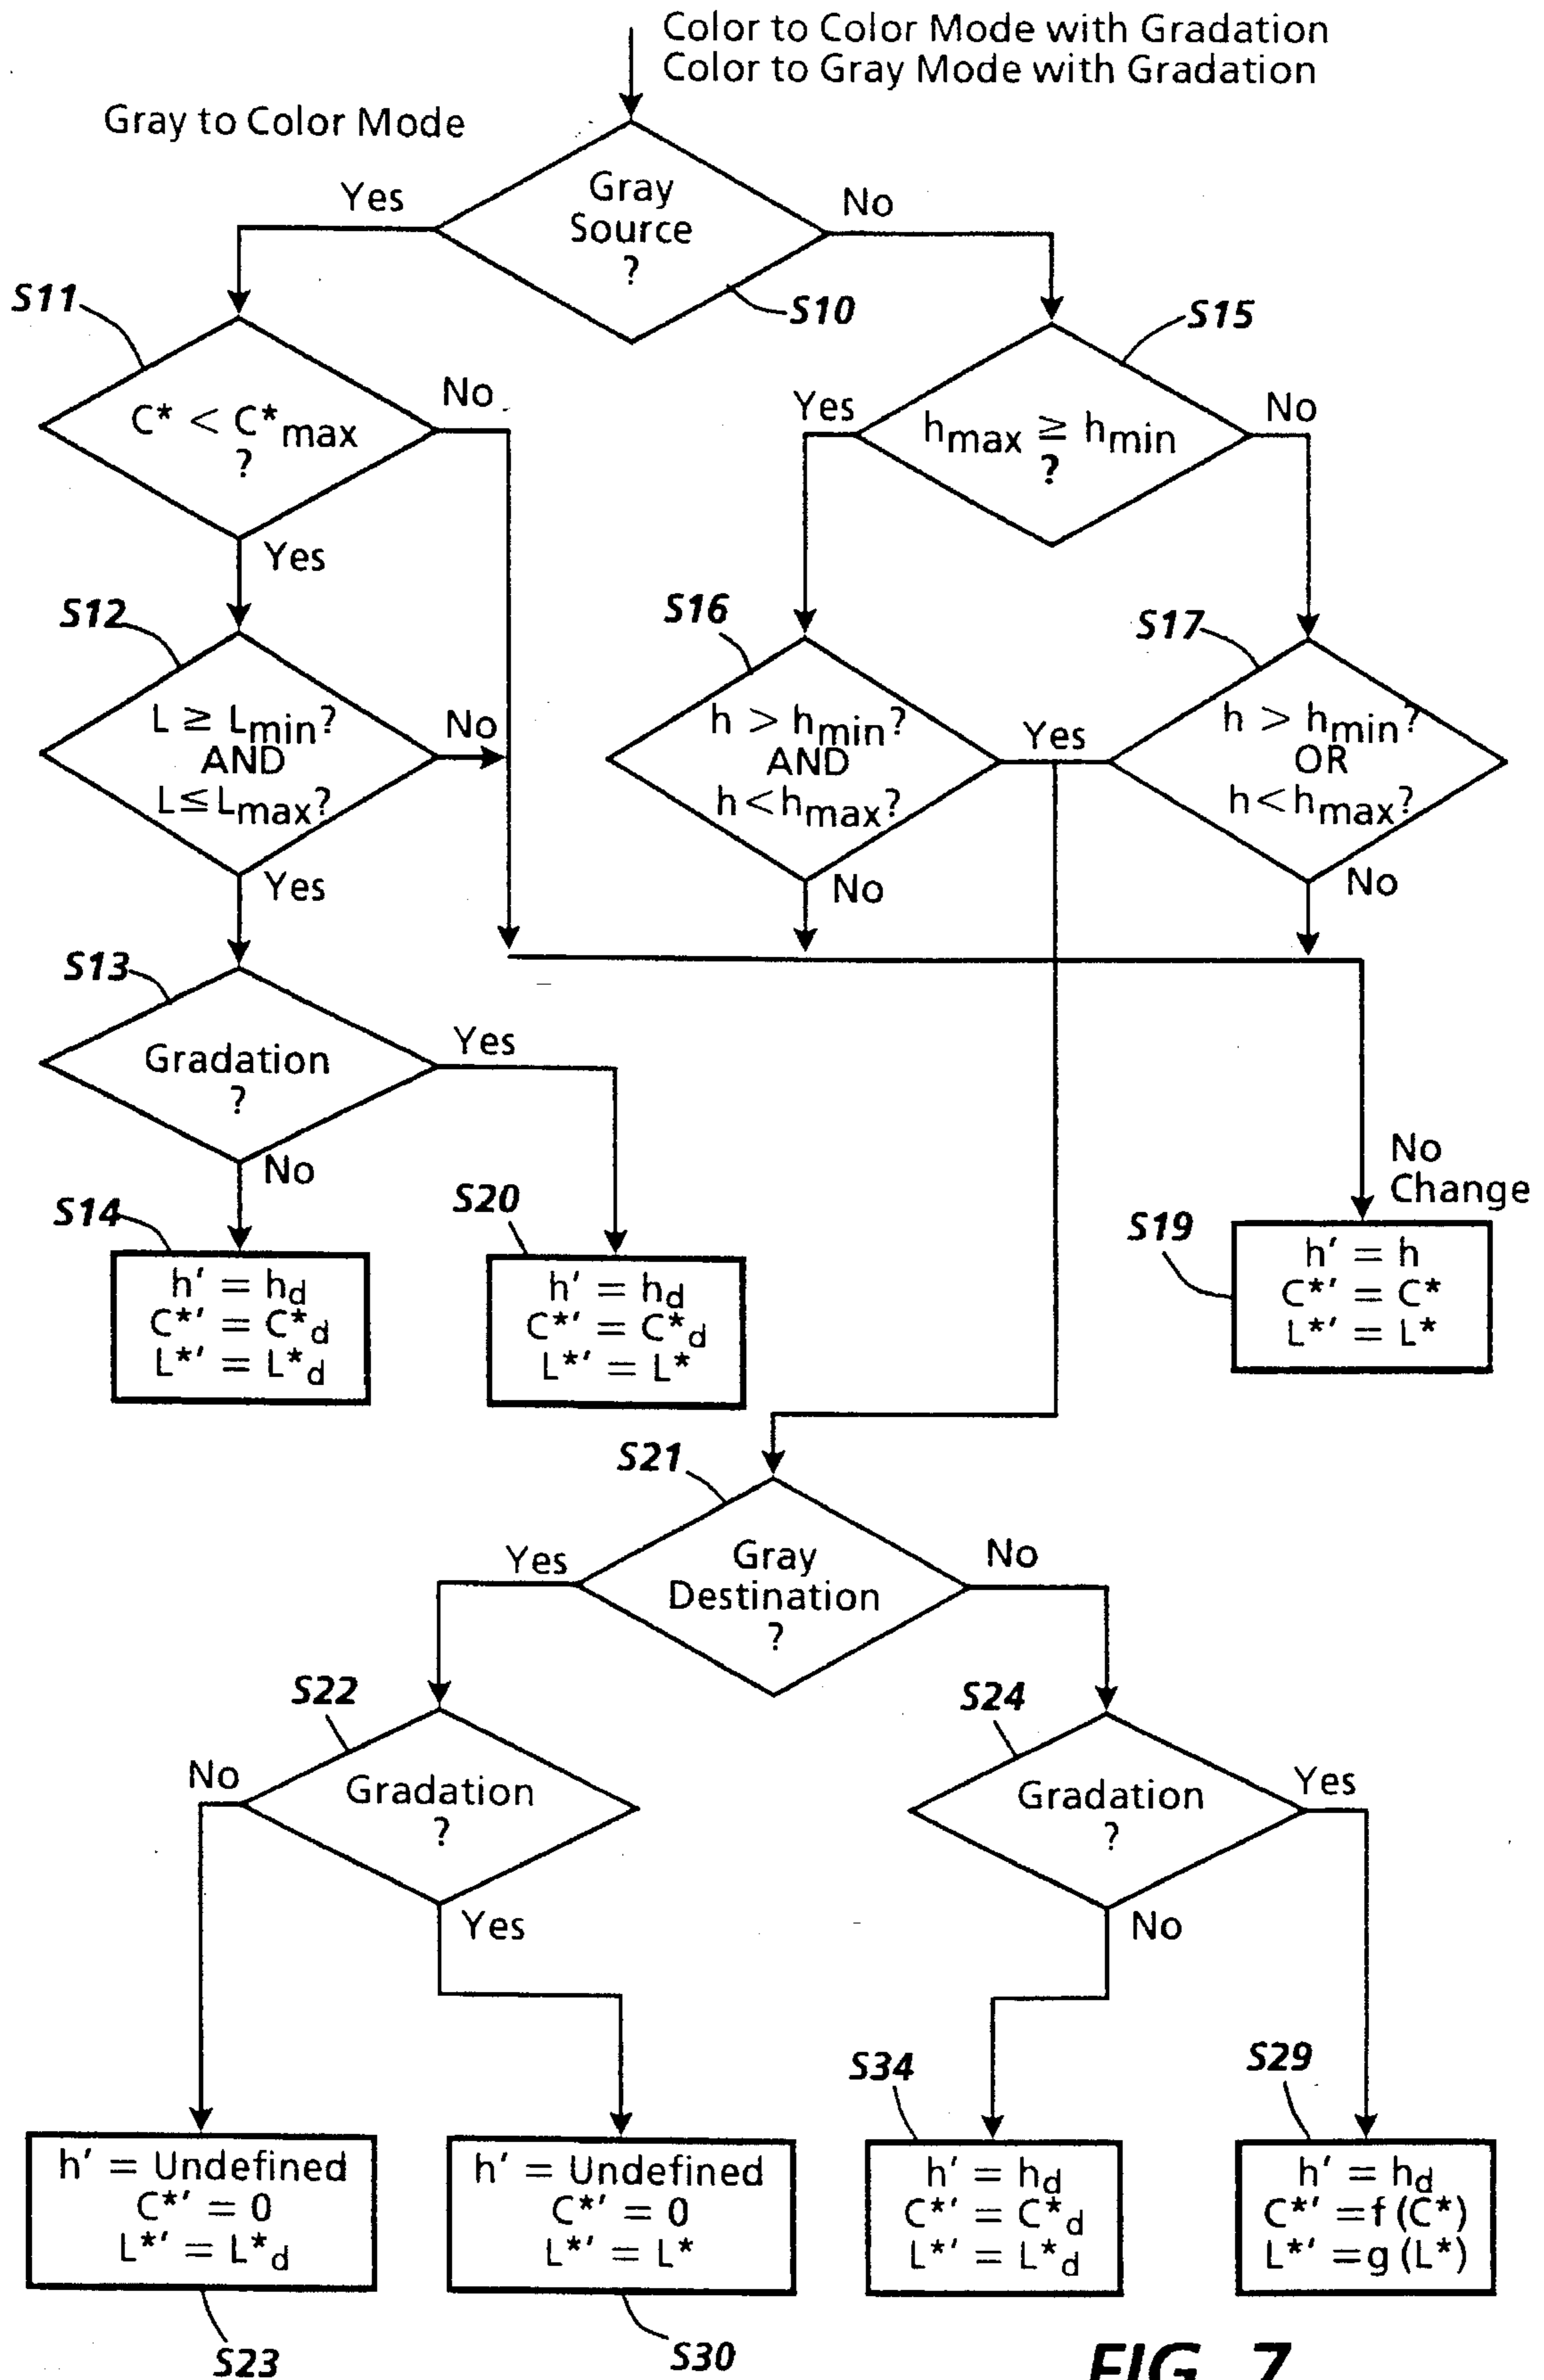 Color to Color Mode with Gradation
Color to Gray Mode with Gradation
Gray to Color Mode
Yes
Gray
Source
?
No
S10
S11
C* < C*max
?
No
Yes
S15
Yes
hmax ≧ hmin
?
No
S12
L ≥ Lmin?
AND
L≤Lmax?
No
Yes
S16
h > hmin?
AND
h<hmax?
Yes
No
S17
h > hmin?
OR
h<hmax?
No
S13
Gradation
?
Yes
No
S14
h' = hd
C*' = C*d
L*' = L*d
S20
h' = hd
C*' = C*d
L*' = L*
No
Change
S19
h' = h
C*' = C*
L*' = L*
S21
Yes
Gray
Destination
?
No
S22
No
Gradation
?
Yes
S24
Gradation
?
Yes
No
h' = Undefined
C*' = 0
L*' = L*d
S23
h' = Undefined
C*' = 0
L*' = L*
S30
S34
h' = hd
C*' = C*d
L*' = L*d
S29
h' = hd
C*' =f (C*)
L*' =g (L*)
FIG. 7